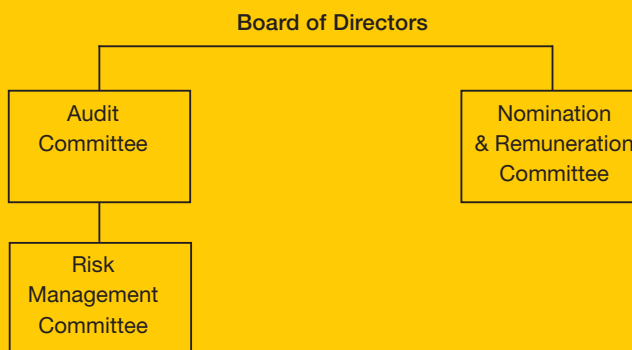 Board of Directors
Audit
Committee
Nomination
& Remuneration
Committee
Risk
Management
Committee